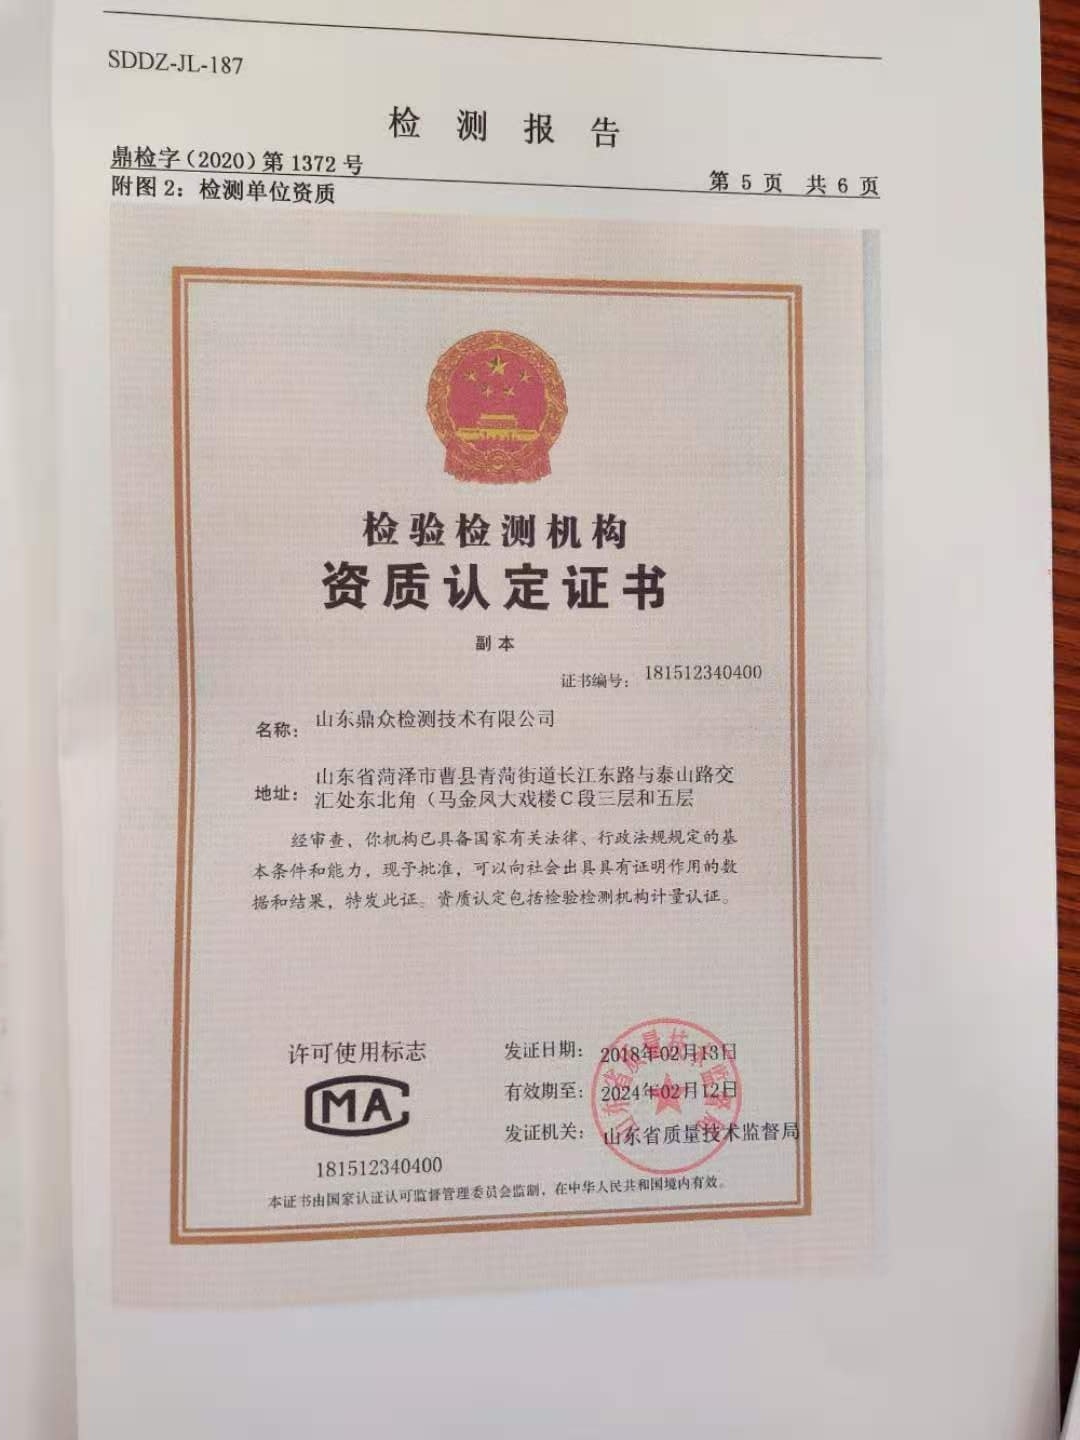 SDDZ-JL-187
检测报告
鼎检字(2020)第1372号
第5页 共6页
附图2：检测单位资质
检验检测机构
资质认定证书
副本
证书编号：181512340400
名称：山东鼎众检测技术有限公司
地址：山东省菏泽市曹县青菏街道长江东路与泰山路交
汇处东北角（马金凤大戏楼C段三层和五层
经审查，你机构已具备国家有关法律、行政法规规定的基
本条件和能力，现予批准，可以向社会出具具有证明作用的数
据和结果，特发此证。资质认定包括检验检测机构计量认证。
许可使用标志
MA
181512340400
发证日期：2018年02月13日
有效期至：2024年02月12日
发证机关：山东省质量技术监督局
山东省质量技术监督局
本证书由国家认证认可监督管理委员会监制，在中华人民共和国境内有效。